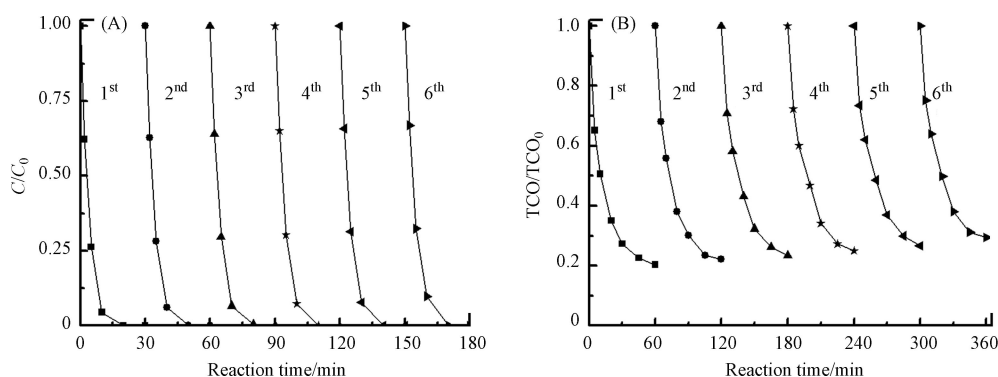 (A)
1.00
0.75
0.50
0.25
0
C/C₀
1ˢᵗ 2ⁿᵈ 3ʳᵈ 4ᵗʰ 5ᵗʰ 6ᵗʰ
0 30 60 90 120 150 180
Reaction time/min
(B)
1.0
0.8
0.6
0.4
0.2
0
TCO/TCO₀
1ˢᵗ 2ⁿᵈ 3ʳᵈ 4ᵗʰ 5ᵗʰ 6ᵗʰ
0 60 120 180 240 300 360
Reaction time/min